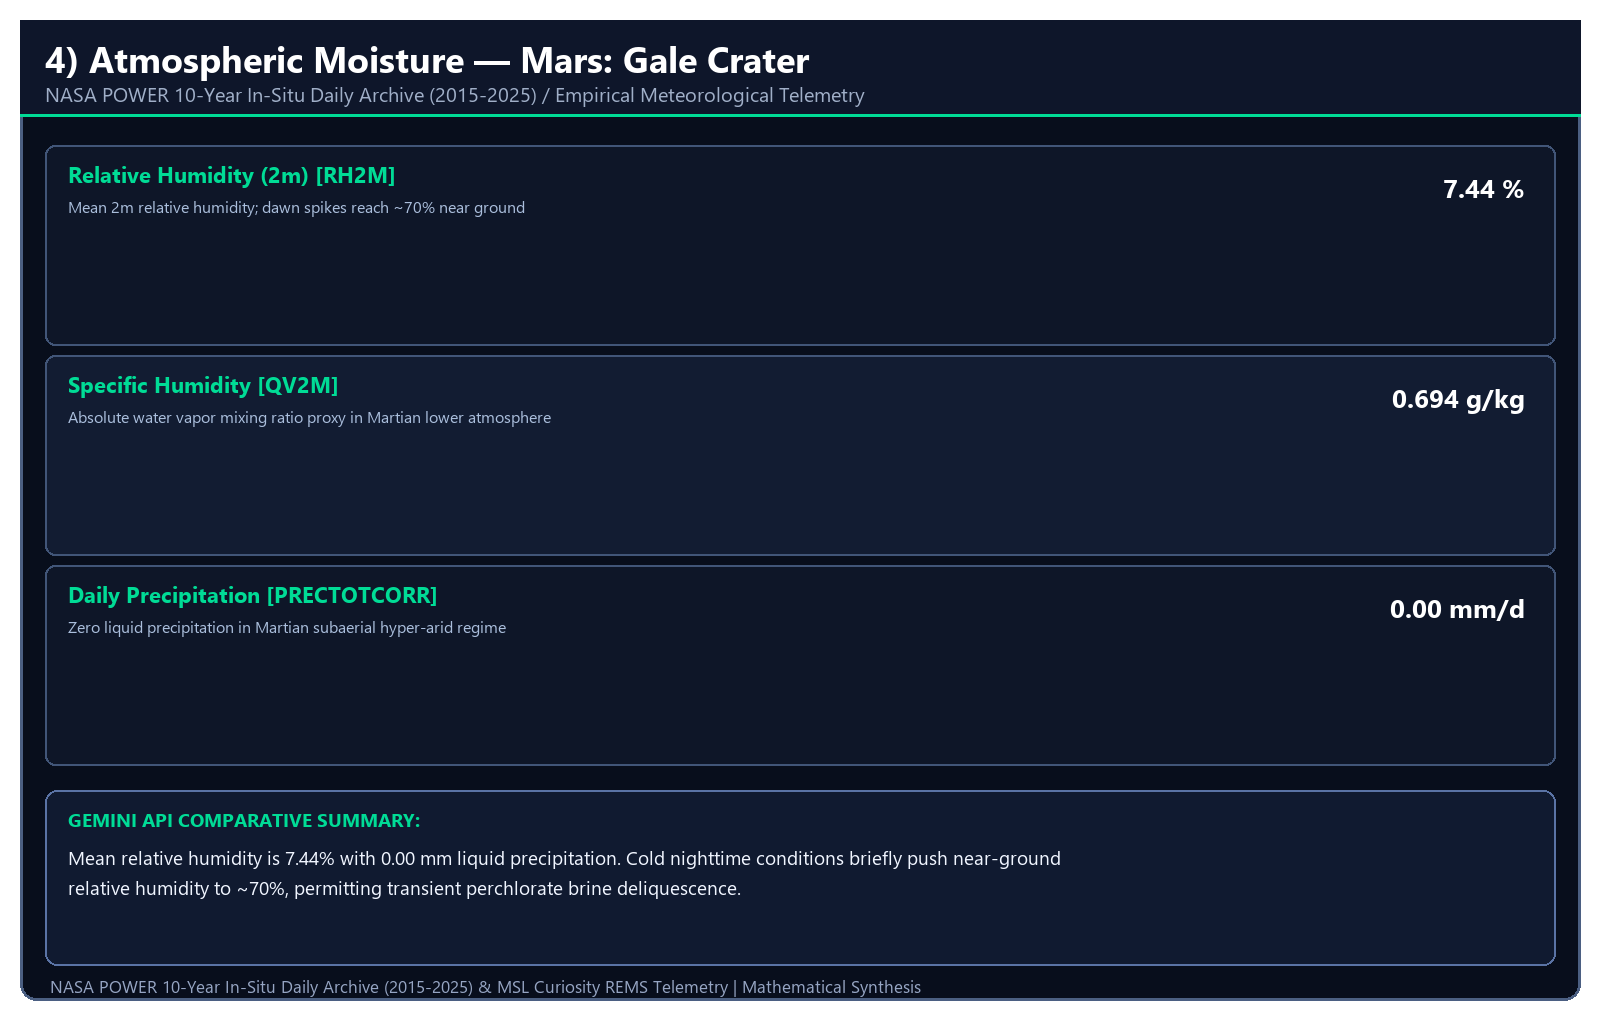 4) Atmospheric Moisture — Mars: Gale Crater
NASA POWER 10-Year In-Situ Daily Archive (2015-2025) / Empirical Meteorological Telemetry
Relative Humidity (2m) [RH2M]
7.44 %
Mean 2m relative humidity; dawn spikes reach ~70% near ground
Specific Humidity [QV2M]
0.694 g/kg
Absolute water vapor mixing ratio proxy in Martian lower atmosphere
Daily Precipitation [PRECTOTCORR]
0.00 mm/d
Zero liquid precipitation in Martian subaerial hyper-arid regime
GEMINI API COMPARATIVE SUMMARY:
Mean relative humidity is 7.44% with 0.00 mm liquid precipitation. Cold nighttime conditions briefly push near-ground
relative humidity to ~70%, permitting transient perchlorate brine deliquescence.
NASA POWER 10-Year In-Situ Daily Archive (2015-2025) & MSL Curiosity REMS Telemetry | Mathematical Synthesis